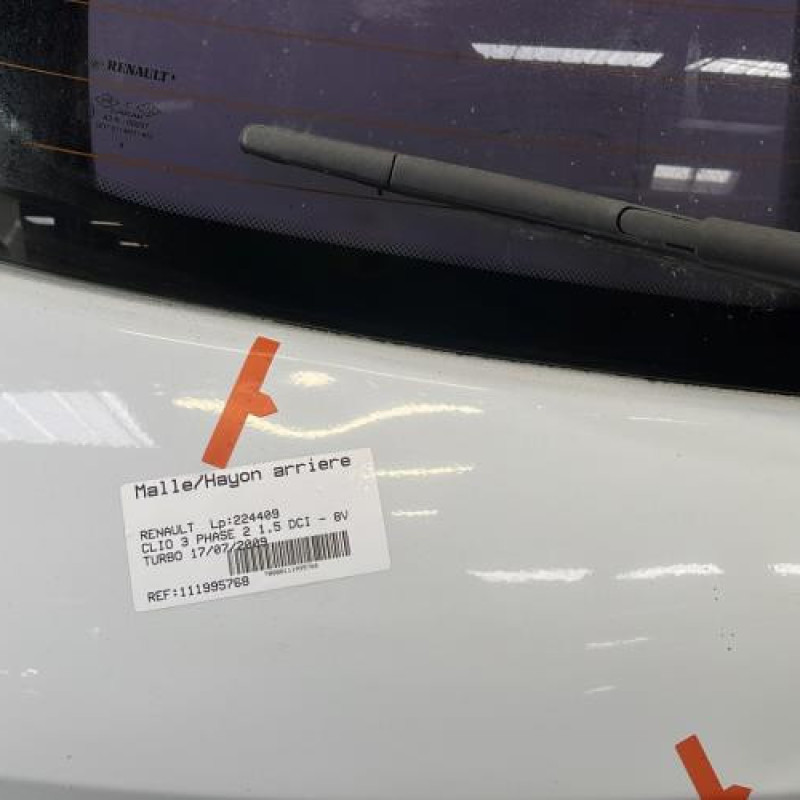 RENAULT
Malle/Hayon arriere
RENAULT Lp:224409
CLIO 3 PHASE 2 1.5 DCI - 8V
TURBO 17/07/2009
REF:111995768